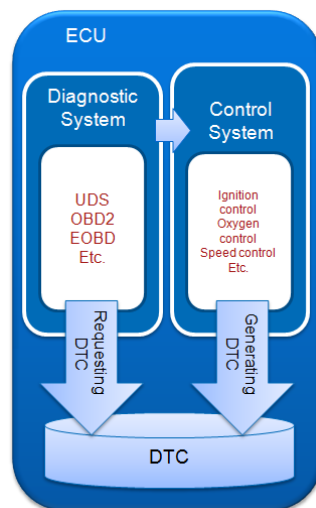 ECU
Diagnostic
System
UDS
OBD2
EOBD
Etc.
Control
System
Ignition
control
Oxygen
control
Speed control
Etc.
Requesting
DTC
Generating
DTC
DTC